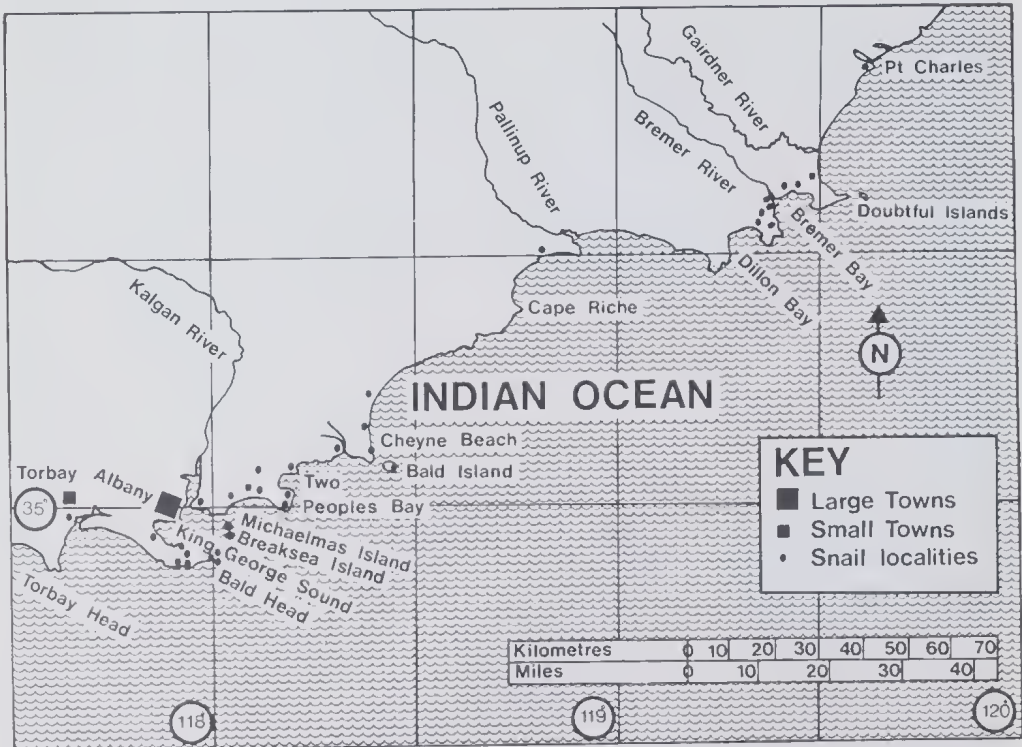 Gairdner River
Pt Charles
Pallinup River
Bremer River
Doubtful Islands
Bremer Bay
Dillon Bay
Kalgan River
Cape Riche
N
INDIAN OCEAN
Cheyne Beach
Bald Island
Torbay
Albany
Two
Peoples Bay
35°
Michaelmas Island
Breaksea Island
King George Sound
Bald Head
Torbay Head
KEY
Large Towns
Small Towns
Snail localities
Kilometres 0 10 20 30 40 50 60 70
Miles 0 10 20 30 40
118°
119°
120°